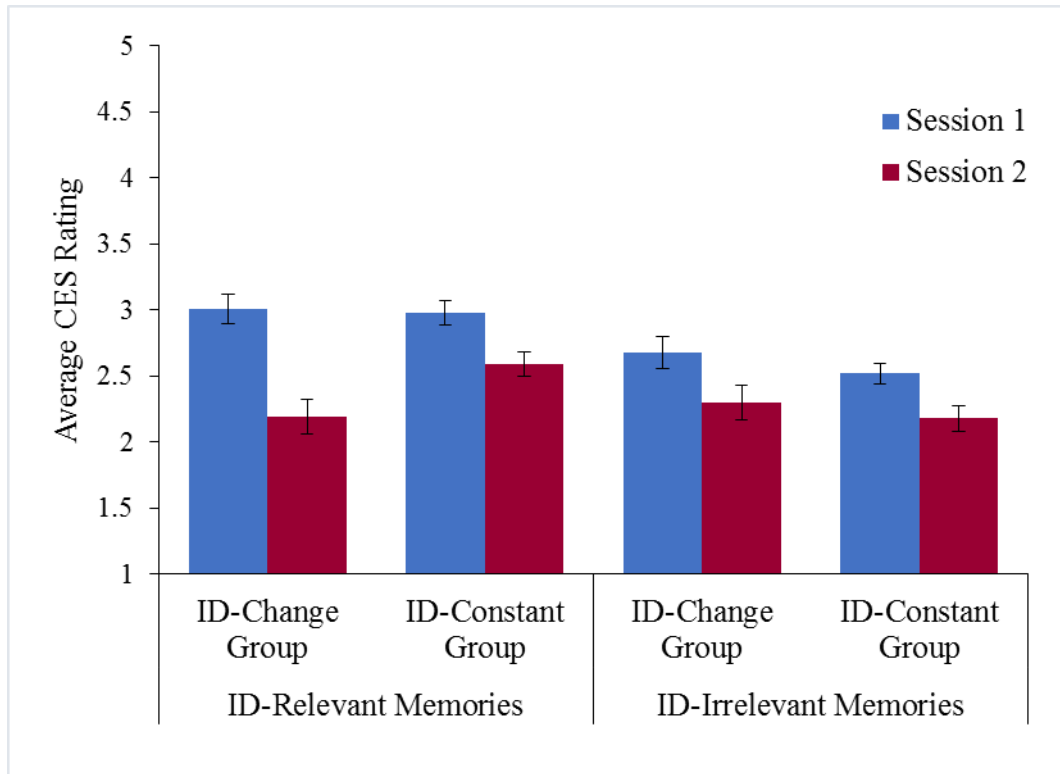 5
4.5
4
3.5
3
2.5
2
1.5
1
Average CES Rating
Session 1
Session 2
ID-Change
Group
ID-Constant
Group
ID-Change
Group
ID-Constant
Group
ID-Relevant Memories
ID-Irrelevant Memories